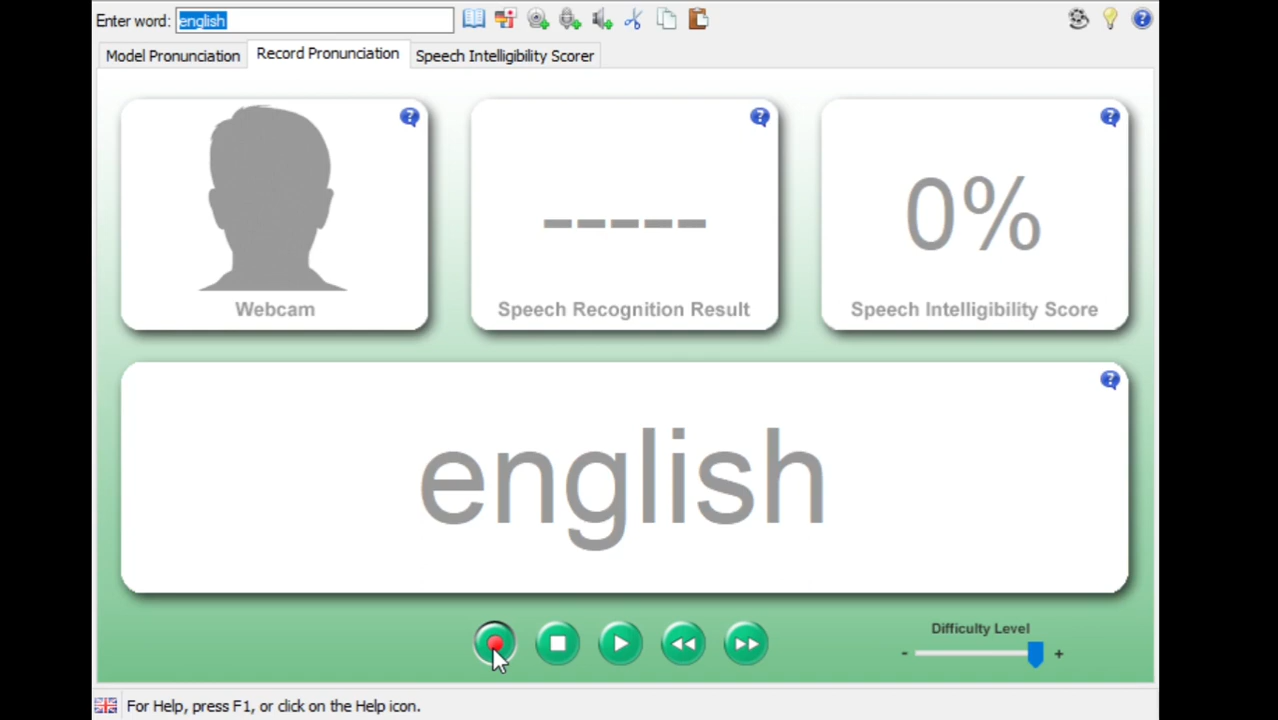 Enter word: english
Model Pronunciation Record Pronunciation Speech Intelligibility Scorer
Webcam
-----
Speech Recognition Result
0%
Speech Intelligibility Score
english
Difficulty Level
- +
For Help, press F1, or click on the Help icon.